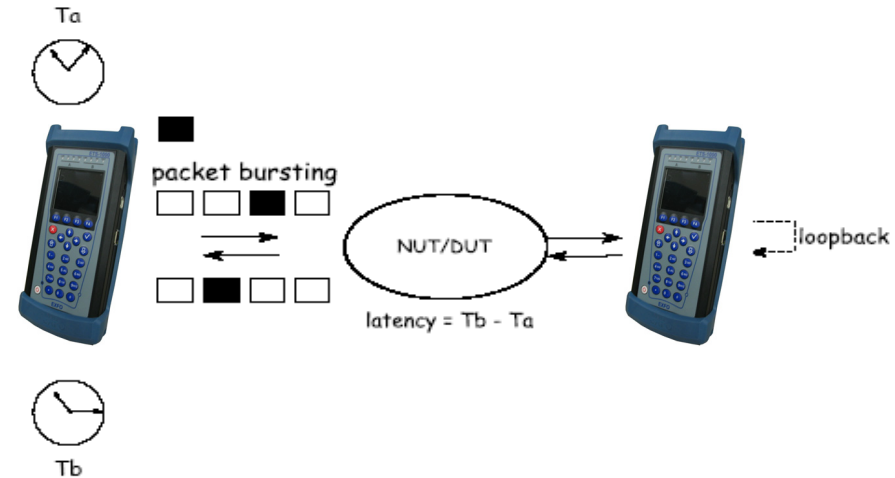 Ta
packet bursting
NUT/DUT
loopback
latency = Tb - Ta
Tb